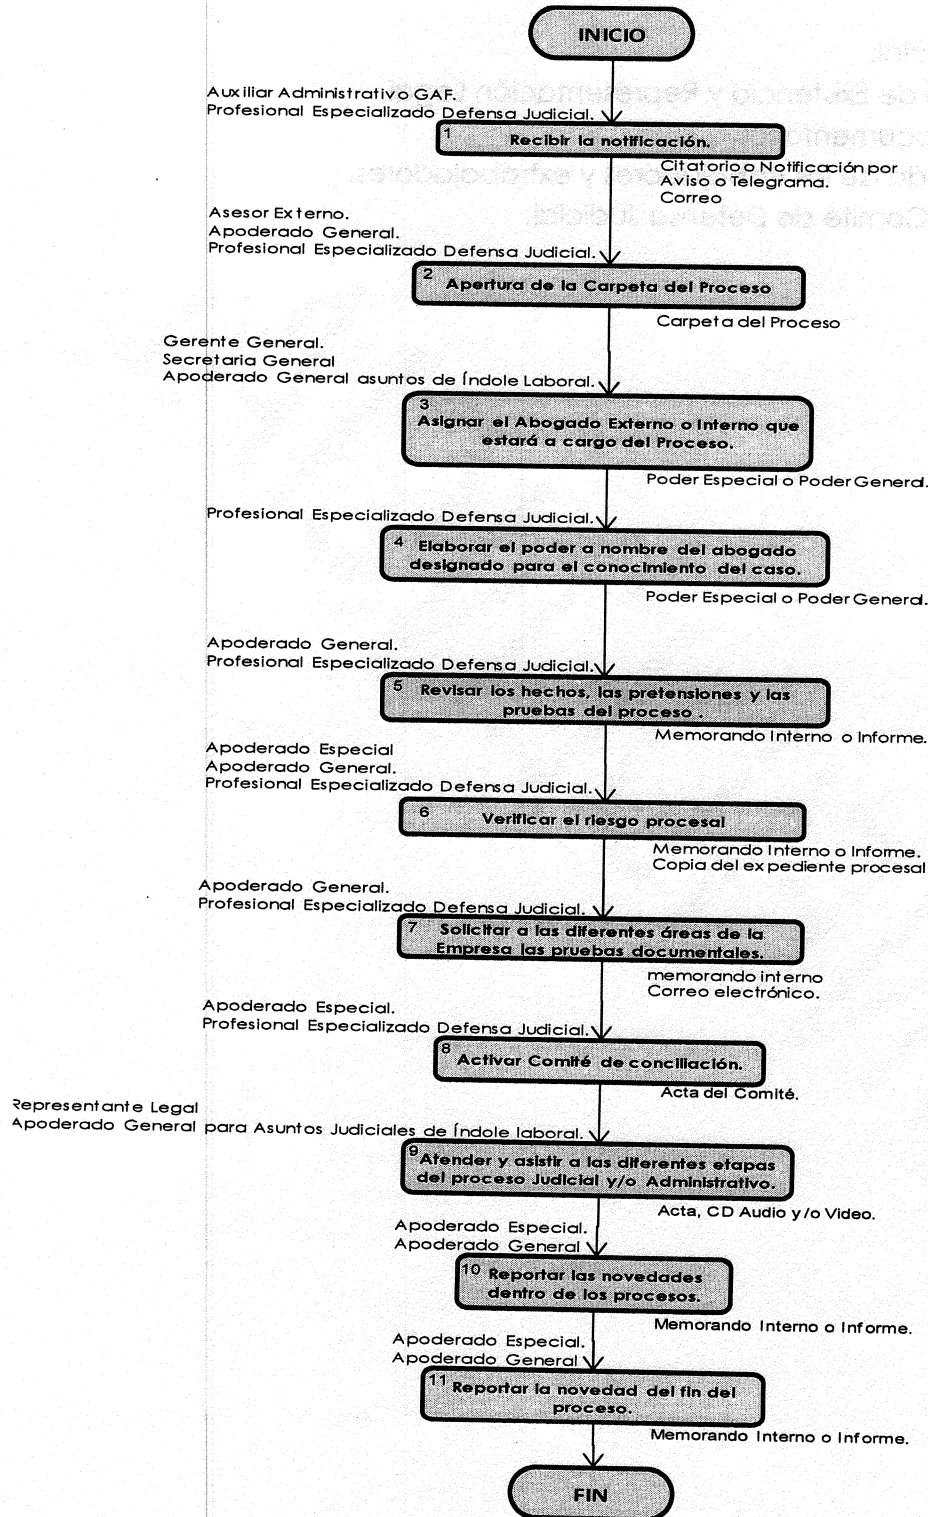 INICIO
Auxiliar Administrativo GAF.
Profesional Especializado Defensa Judicial.
1
Recibir la notificación.
Citatorio o Notificación por
Aviso o Telegrama.
Correo
Asesor Externo.
Apoderado General.
Profesional Especializado Defensa Judicial.
2
Apertura de la Carpeta del Proceso
Carpeta del Proceso
Gerente General.
Secretaria General
Apoderado General asuntos de Índole Laboral.
3
Asignar el Abogado Externo o Interno que
estará a cargo del Proceso.
Poder Especial o Poder General.
Profesional Especializado Defensa Judicial.
4 Elaborar el poder a nombre del abogado
designado para el conocimiento del caso.
Poder Especial o Poder General.
Apoderado General.
Profesional Especializado Defensa Judicial.
5 Revisar los hechos, las pretensiones y las
pruebas del proceso .
Memorando Interno o Informe.
Apoderado Especial
Apoderado General.
Profesional Especializado Defensa Judicial.
6 Verificar el riesgo procesal
Memorando Interno o Informe.
Copia del expediente procesal
Apoderado General.
Profesional Especializado Defensa Judicial.
7 Solicitar a las diferentes áreas de la
Empresa las pruebas documentales.
memorando interno
Correo electrónico.
Apoderado Especial.
Profesional Especializado Defensa Judicial.
8
Activar Comité de conciliación.
Acta del Comité.
Representante Legal
Apoderado General para Asuntos Judiciales de Índole laboral.
9 Atender y asistir a las diferentes etapas
del proceso Judicial y/o Administrativo.
Acta, CD Audio y/o Video.
Apoderado Especial.
Apoderado General
10 Reportar las novedades
dentro de los procesos.
Memorando Interno o Informe.
Apoderado Especial.
Apoderado General
11 Reportar la novedad del fin del
proceso.
Memorando Interno o Informe.
FIN